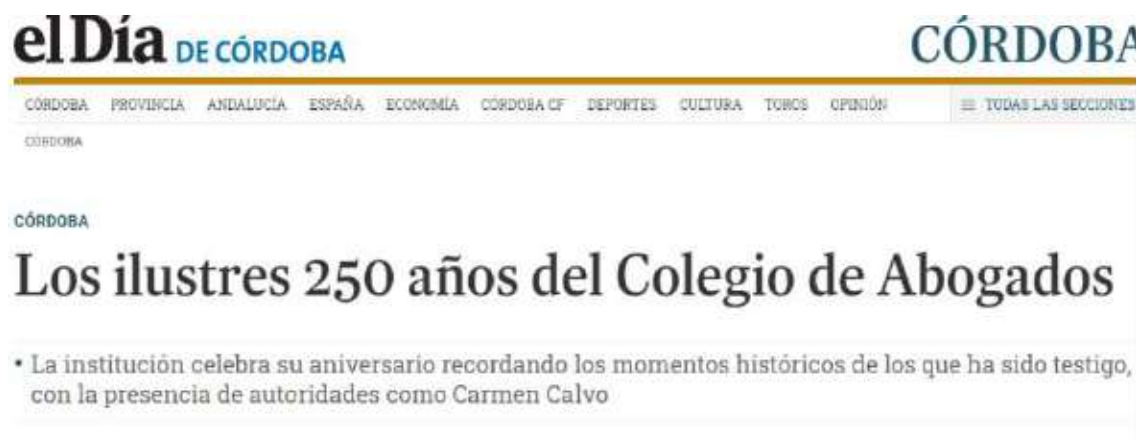 el Día DE CÓRDOBA CÓRDOBA
CÓRDOBA PROVINCIA ANDALUCÍA ESPAÑA ECONOMÍA CÓRDOBA CF DEPORTES CULTURA TOROS OPINIÓN ≡ TODAS LAS SECCIONES
CÓRDOBA
CÓRDOBA
Los ilustres 250 años del Colegio de Abogados
• La institución celebra su aniversario recordando los momentos históricos de los que ha sido testigo,
con la presencia de autoridades como Carmen Calvo